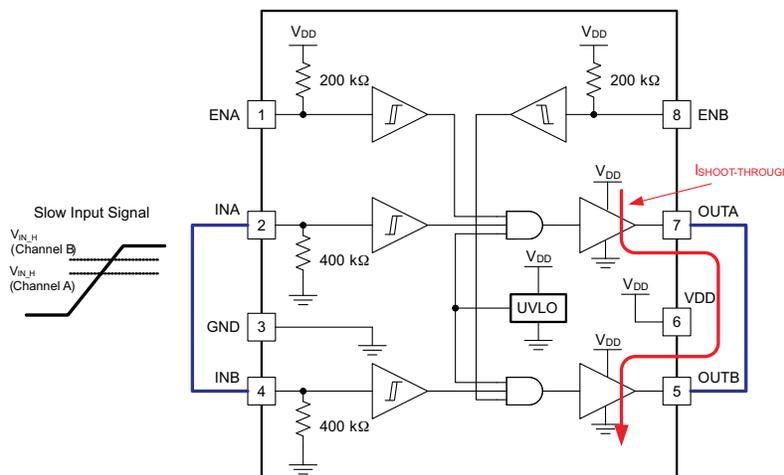 VDD
VDD
200 kΩ
200 kΩ
ENA
1
8
ENB
VDD
ISHOOT-THROUGH
Slow Input Signal
INA
2
7
OUTA
VIN_H
(Channel B)
VIN_H
(Channel A)
400 kΩ
VDD
VDD
VDD
UVLO
GND
3
6
VDD
INB
4
5
OUTB
400 kΩ